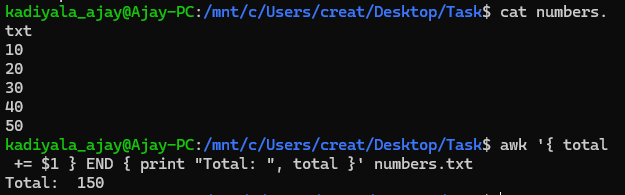 kadiyala_ajay@Ajay-PC:/mnt/c/Users/creat/Desktop/Task$ cat numbers.
txt
10
20
30
40
50
kadiyala_ajay@Ajay-PC:/mnt/c/Users/creat/Desktop/Task$ awk '{ total
 += $1 } END { print "Total: ", total }' numbers.txt
Total:  150